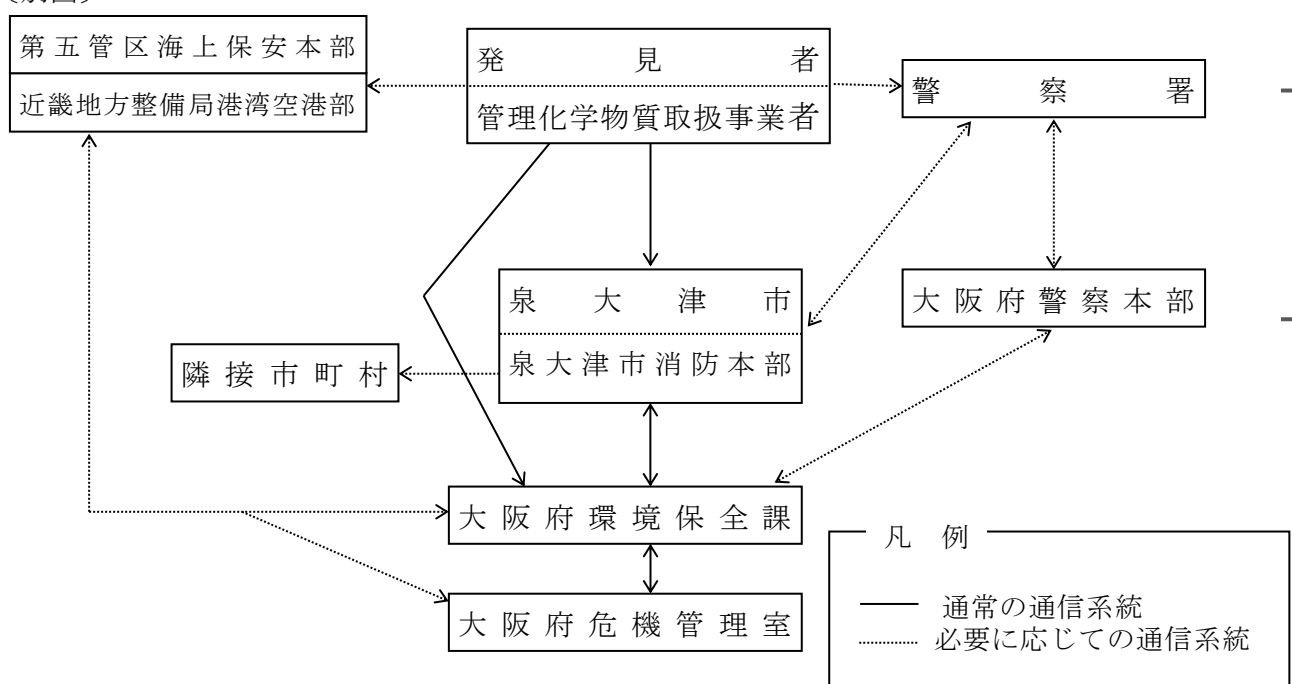 第五管区海上保安本部
近畿地方整備局港湾空港部
発見者
管理化学物質取扱事業者
警察署
泉大津市
泉大津市消防本部
大阪府警察本部
隣接市町村
大阪府環境保全課
大阪府危機管理室
凡例
通常の通信系統
必要に応じての通信系統